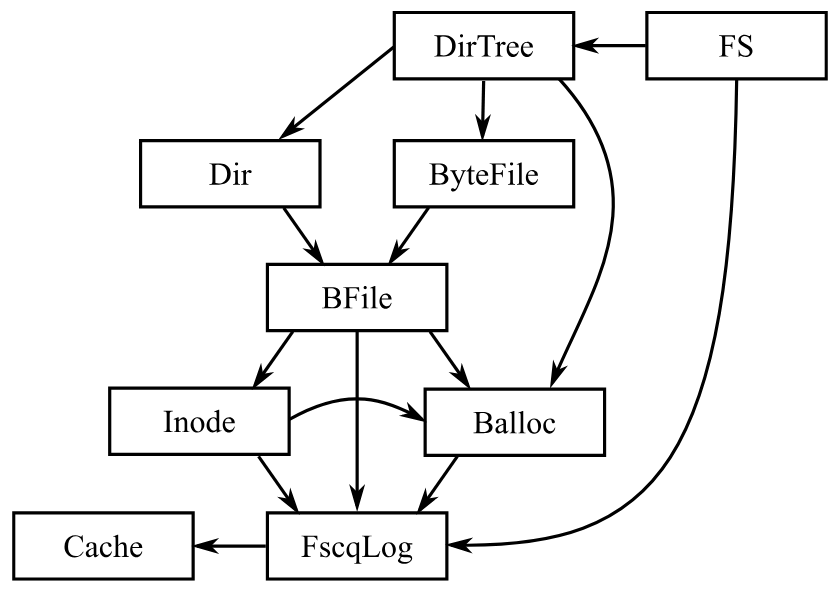 DirTree
FS
Dir
ByteFile
BFile
Inode
Balloc
Cache
FscqLog